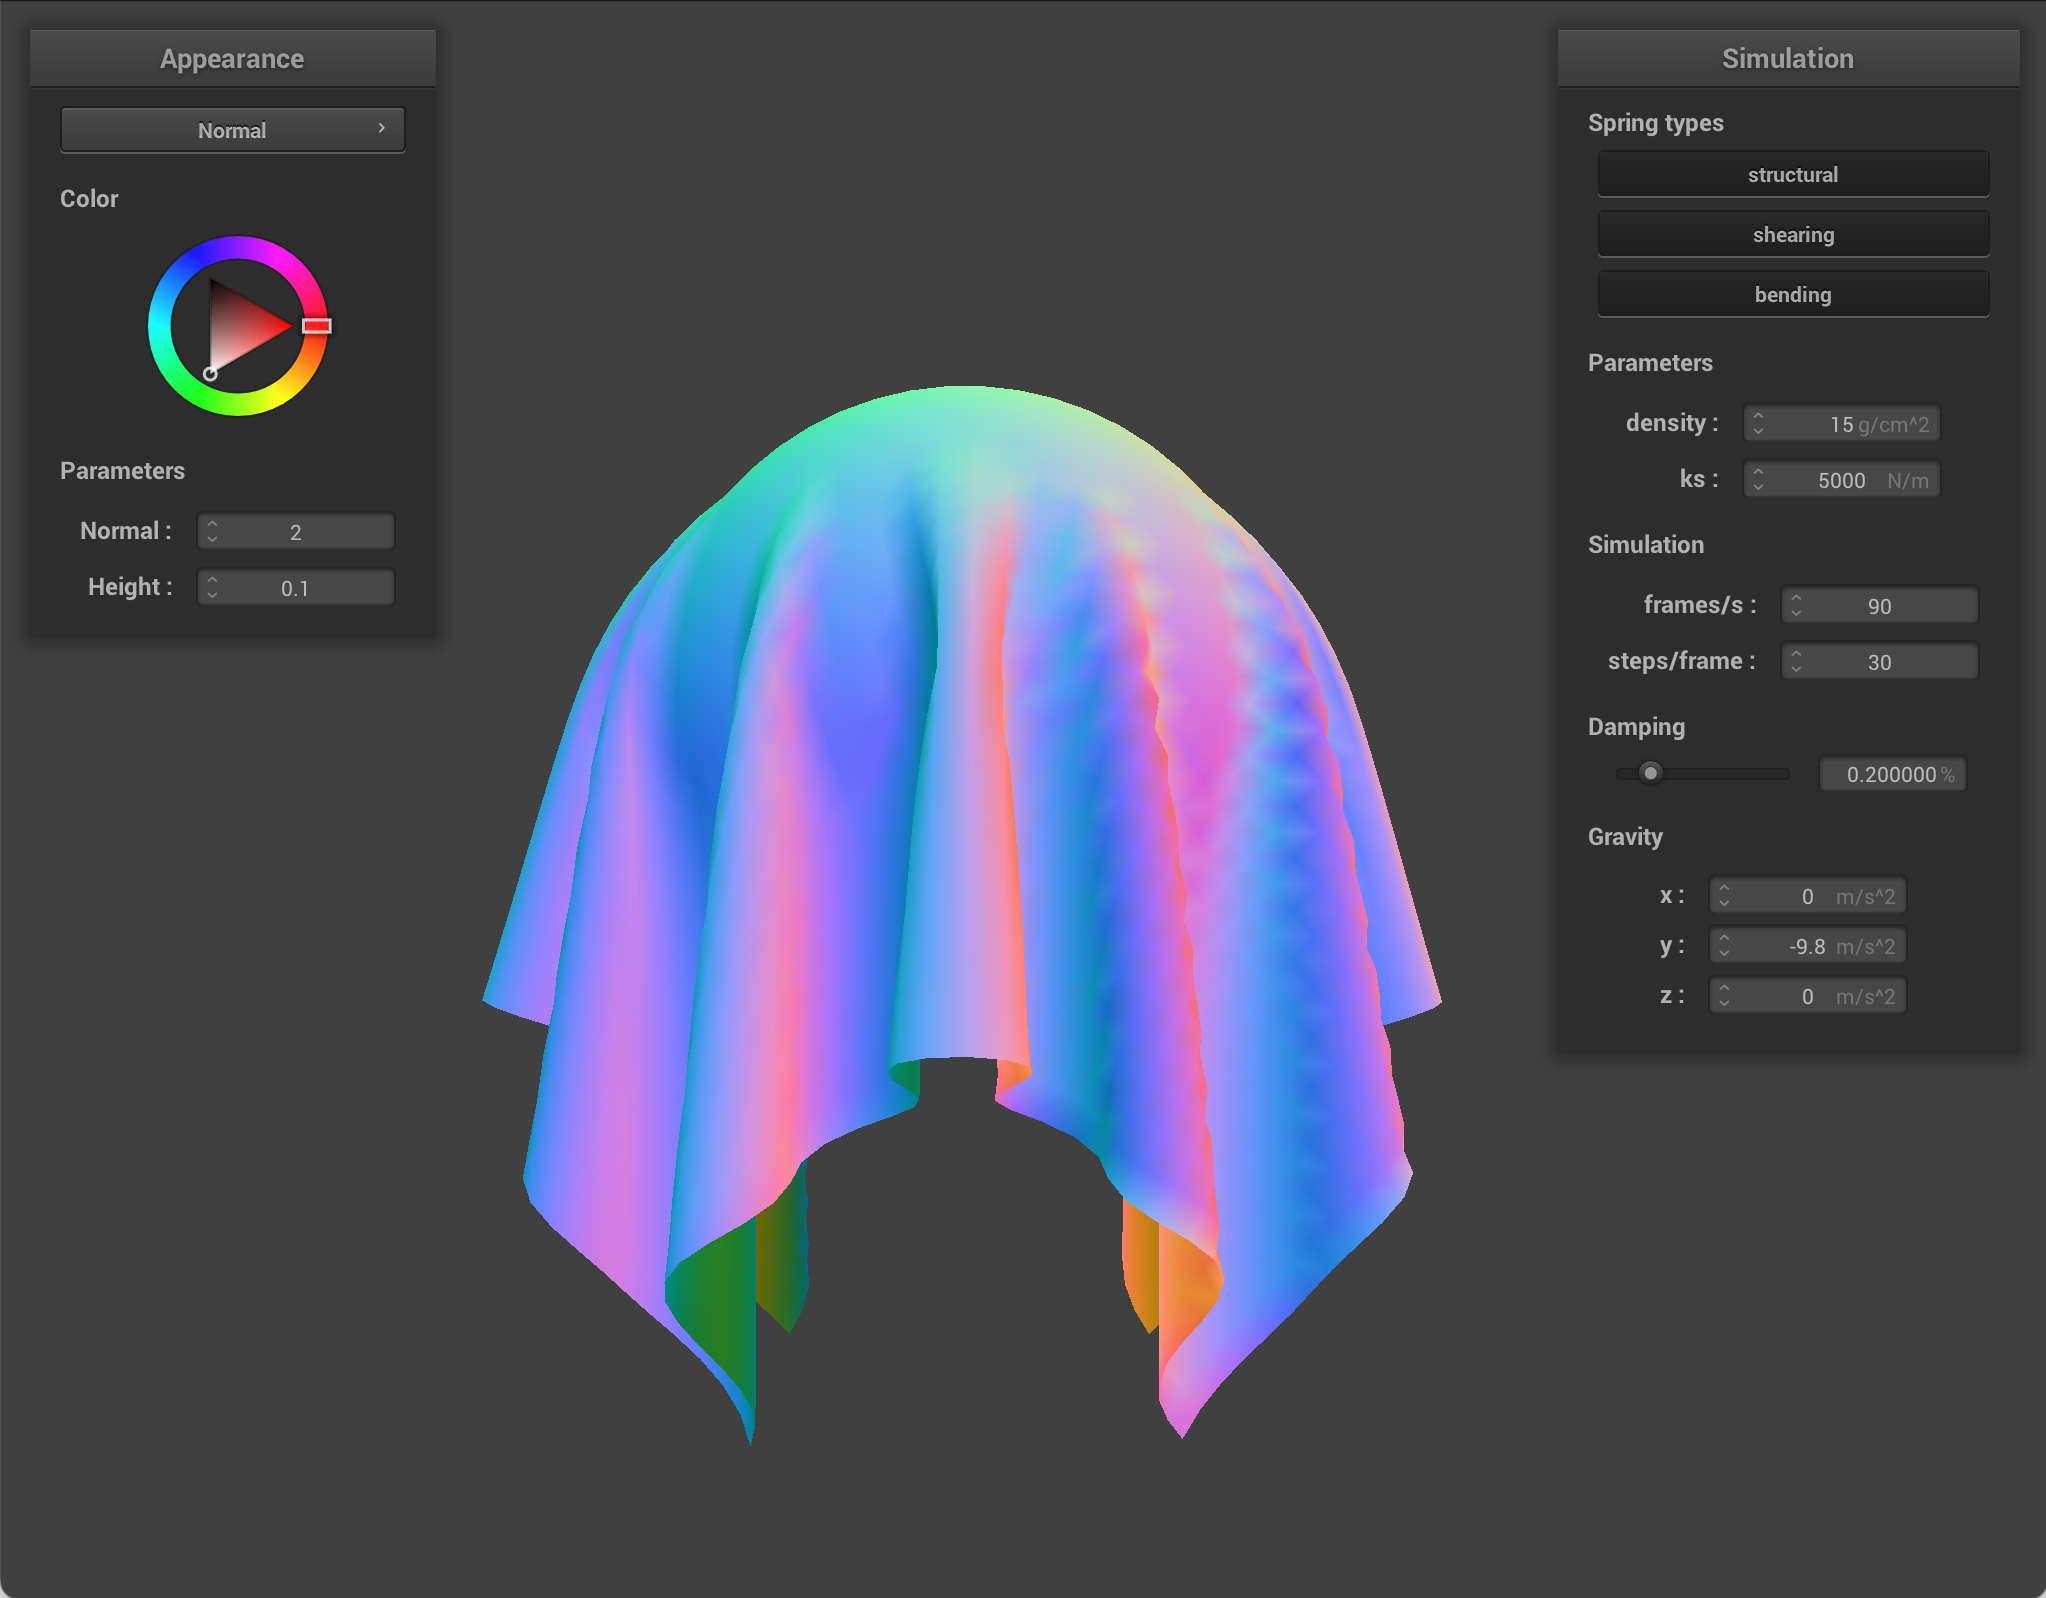 Appearance
Normal
Color
Parameters
Normal : 2
Height : 0.1
Simulation
Spring types
structural
shearing
bending
Parameters
density : 15 g/cm^2
ks : 5000 N/m
Simulation
frames/s : 90
steps/frame : 30
Damping
0.200000 %
Gravity
x : 0 m/s^2
y : -9.8 m/s^2
z : 0 m/s^2